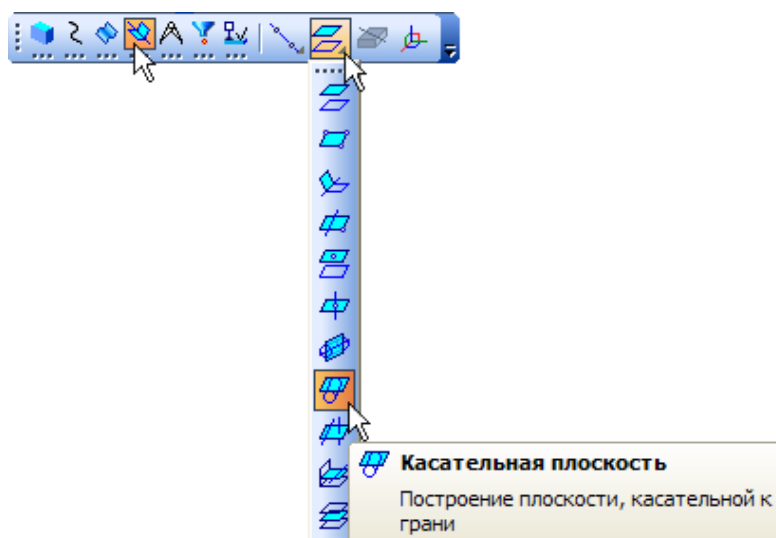 Касательная плоскость
Построение плоскости, касательной к
грани